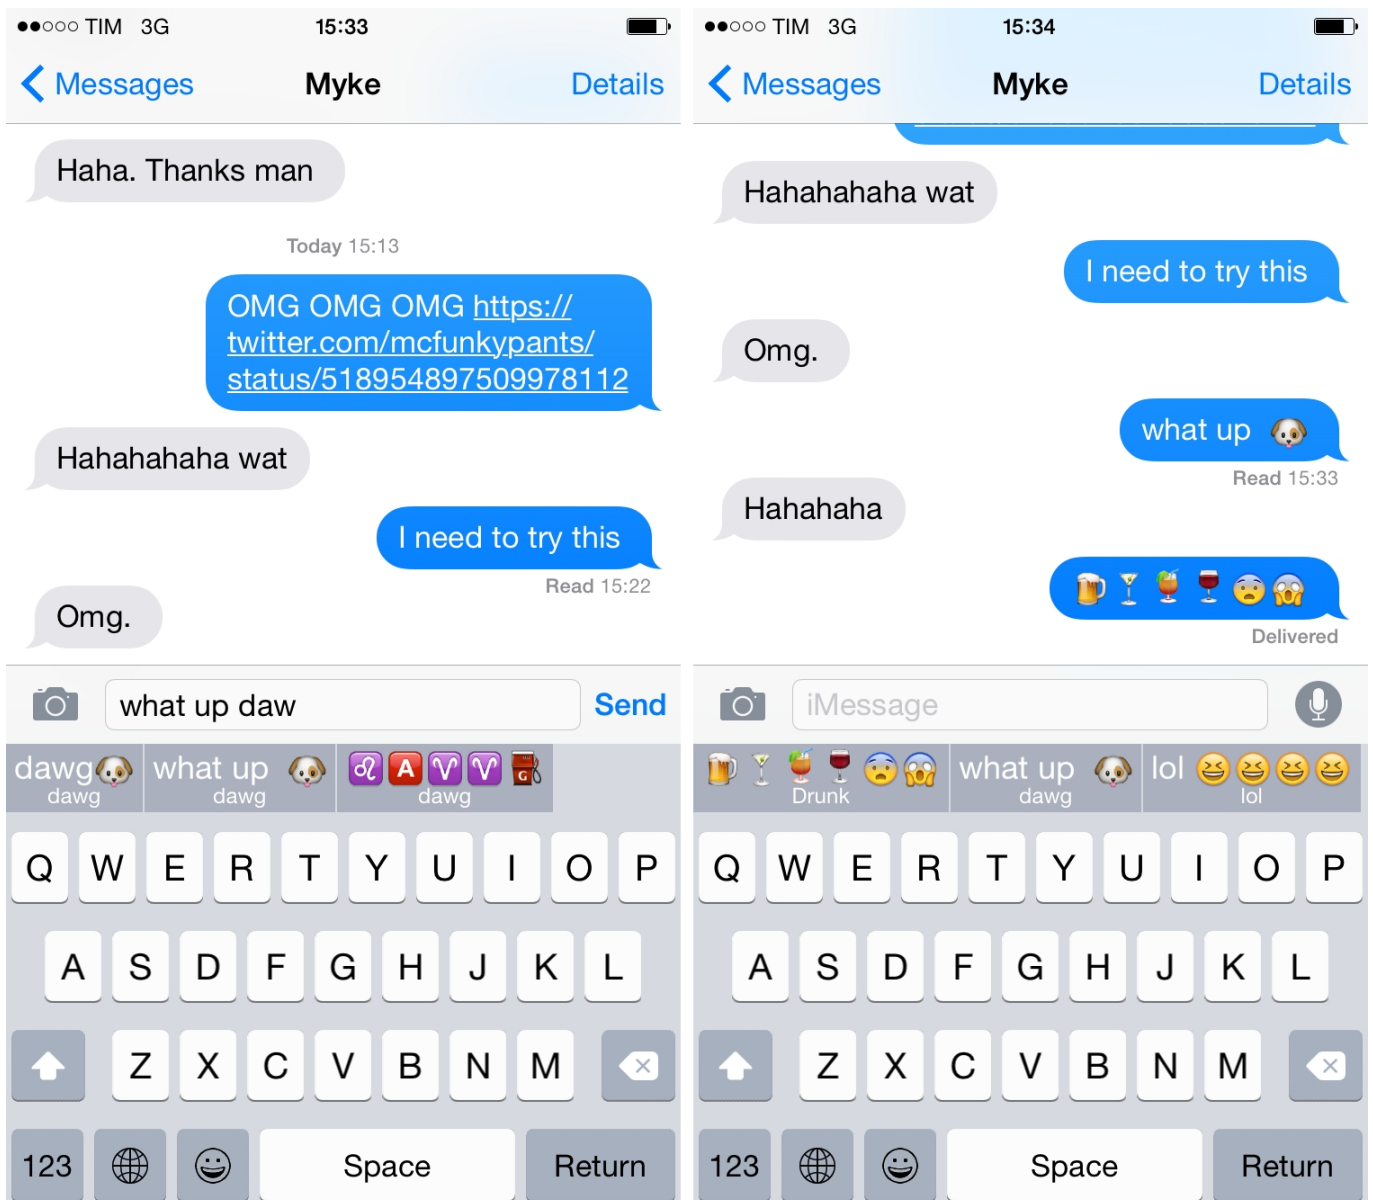 TIM 3G 15:33
Messages Myke Details
Haha. Thanks man
Today 15:13
OMG OMG OMG https://
twitter.com/mcfunkypants/
status/518954897509978112
Hahahahaha wat
I need to try this
Read 15:22
Omg.
what up daw Send
dawg🐶 what up 🐶 ♌🅰♈♈⛽
dawg dawg dawg
Q W E R T Y U I O P
A S D F G H J K L
Z X C V B N M
123 Space Return
TIM 3G 15:34
Messages Myke Details
Hahahahaha wat
I need to try this
Omg.
what up 🐶
Read 15:33
Hahahaha
🍺🍸🍹🍷😨😱
Delivered
iMessage
🍺🍸🍹🍷😨😱 what up 🐶 lol 😆😆😆😆
Drunk dawg lol
Q W E R T Y U I O P
A S D F G H J K L
Z X C V B N M
123 Space Return